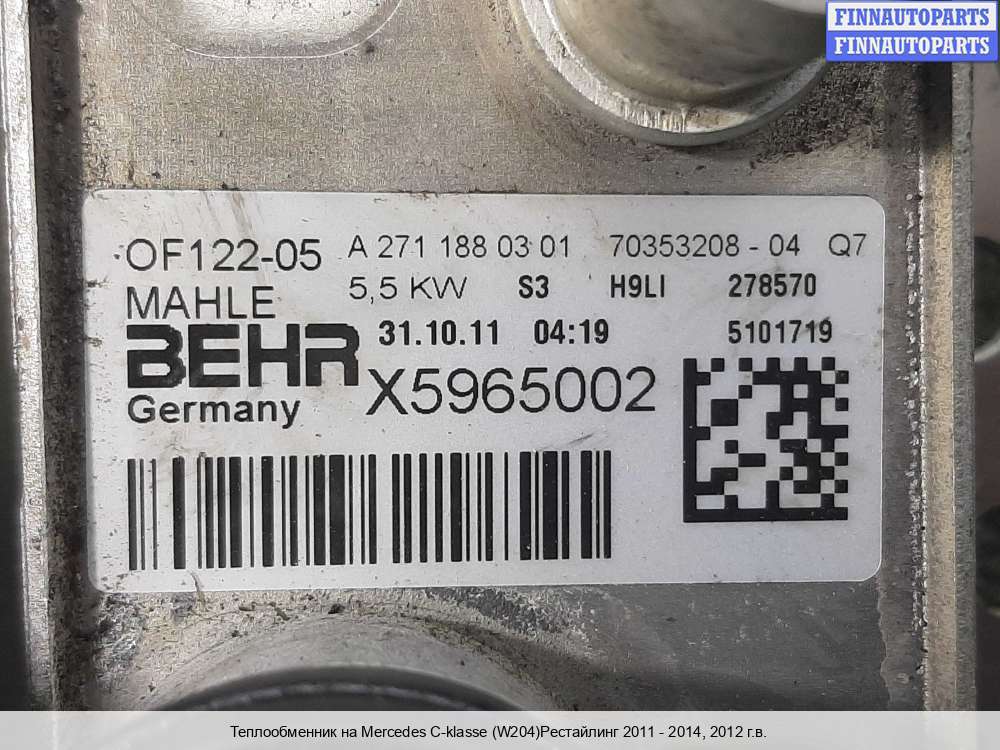 FINNAUTOPARTS
FINNAUTOPARTS
OF122-05 A 271 188 03 01 70353208 - 04 Q7
MAHLE 5,5 KW S3 H9LI 278570
BEHR 31.10.11 04:19 5101719
Germany X5965002
Теплообменник на Mercedes C-klasse (W204)Рестайлинг 2011 - 2014, 2012 г.в.